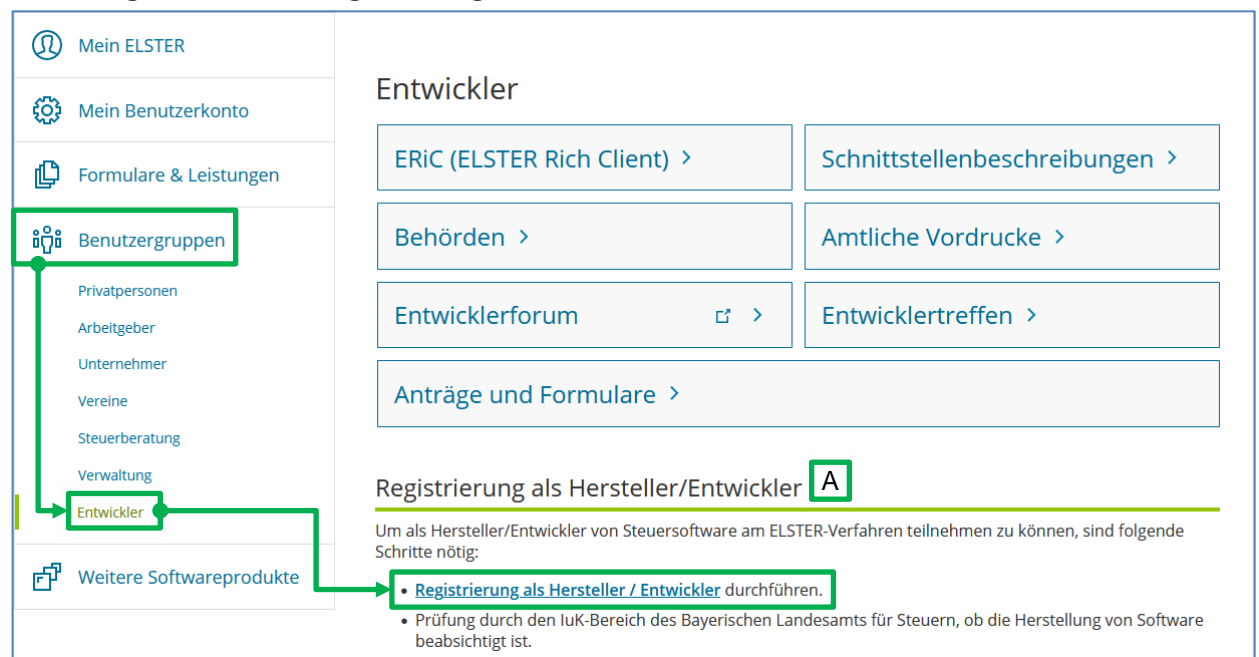 Mein ELSTER
Mein Benutzerkonto
Formulare & Leistungen
Benutzergruppen
Privatpersonen
Arbeitgeber
Unternehmer
Vereine
Steuerberatung
Verwaltung
Entwickler
Weitere Softwareprodukte
Entwickler
ERiC (ELSTER Rich Client)
Schnittstellenbeschreibungen
Behörden
Amtliche Vordrucke
Entwicklerforum
Entwicklertreffen
Anträge und Formulare
Registrierung als Hersteller/Entwickler A
Um als Hersteller/Entwickler von Steuersoftware am ELSTER-Verfahren teilnehmen zu können, sind folgende
Schritte nötig:
• Registrierung als Hersteller / Entwickler durchführen.
• Prüfung durch den IuK-Bereich des Bayerischen Landesamts für Steuern, ob die Herstellung von Software
beabsichtigt ist.